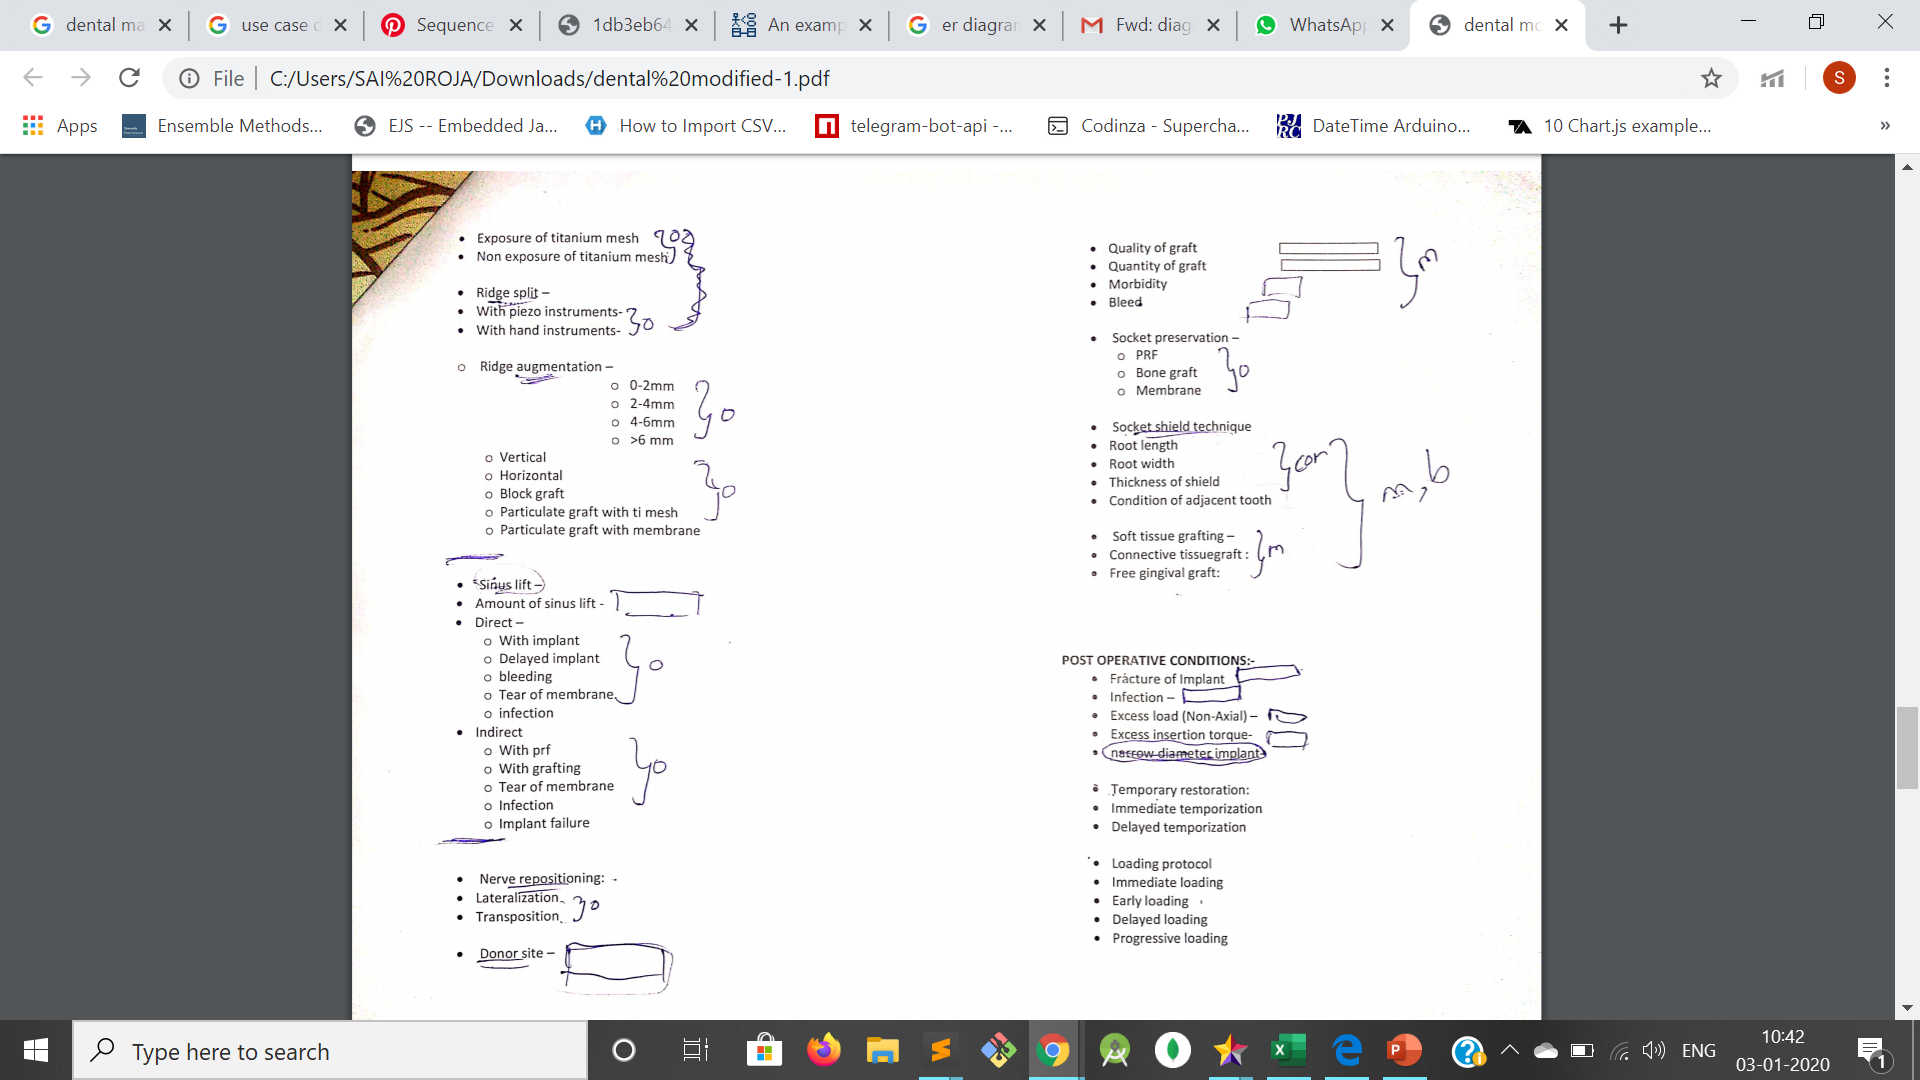 dental ma
use case d
Sequence
1db3eb64
An examp
er diagran
Fwd: diag
WhatsApp
dental mo
File
C:/Users/SAI%20ROJA/Downloads/dental%20modified-1.pdf
S
Apps
Ensemble Methods...
EJS -- Embedded Ja...
How to Import CSV...
telegram-bot-api -...
Codinza - Supercha...
DateTime Arduino...
10 Chart.js example...
»
• Exposure of titanium mesh
• Non exposure of titanium mesh
• Ridge split –
• With piezo instruments-
• With hand instruments- o
o Ridge augmentation –
o 0-2mm
o 2-4mm
o 4-6mm o
o >6 mm
o Vertical
o Horizontal
o Block graft o
o Particulate graft with ti mesh
o Particulate graft with membrane
• Sinus lift –
• Amount of sinus lift -
• Direct –
o With implant
o Delayed implant o
o bleeding
o Tear of membrane
o infection
• Indirect
o With prf
o With grafting o
o Tear of membrane
o Infection
o Implant failure
• Nerve repositioning:
• Lateralization o
• Transposition
• Donor site –
• Quality of graft m
• Quantity of graft
• Morbidity
• Bleed
• Socket preservation –
o PRF
o Bone graft o
o Membrane
• Socket shield technique
• Root length
• Root width cor
• Thickness of shield
• Condition of adjacent tooth m, b
• Soft tissue grafting –
• Connective tissuegraft : m
• Free gingival graft:
POST OPERATIVE CONDITIONS:-
• Fracture of Implant
• Infection –
• Excess load (Non-Axial) –
• Excess insertion torque-
• narrow diameter implant-
• Temporary restoration:
• Immediate temporization
• Delayed temporization
• Loading protocol
• Immediate loading
• Early loading
• Delayed loading
• Progressive loading
Type here to search
ENG
10:42
03-01-2020
1